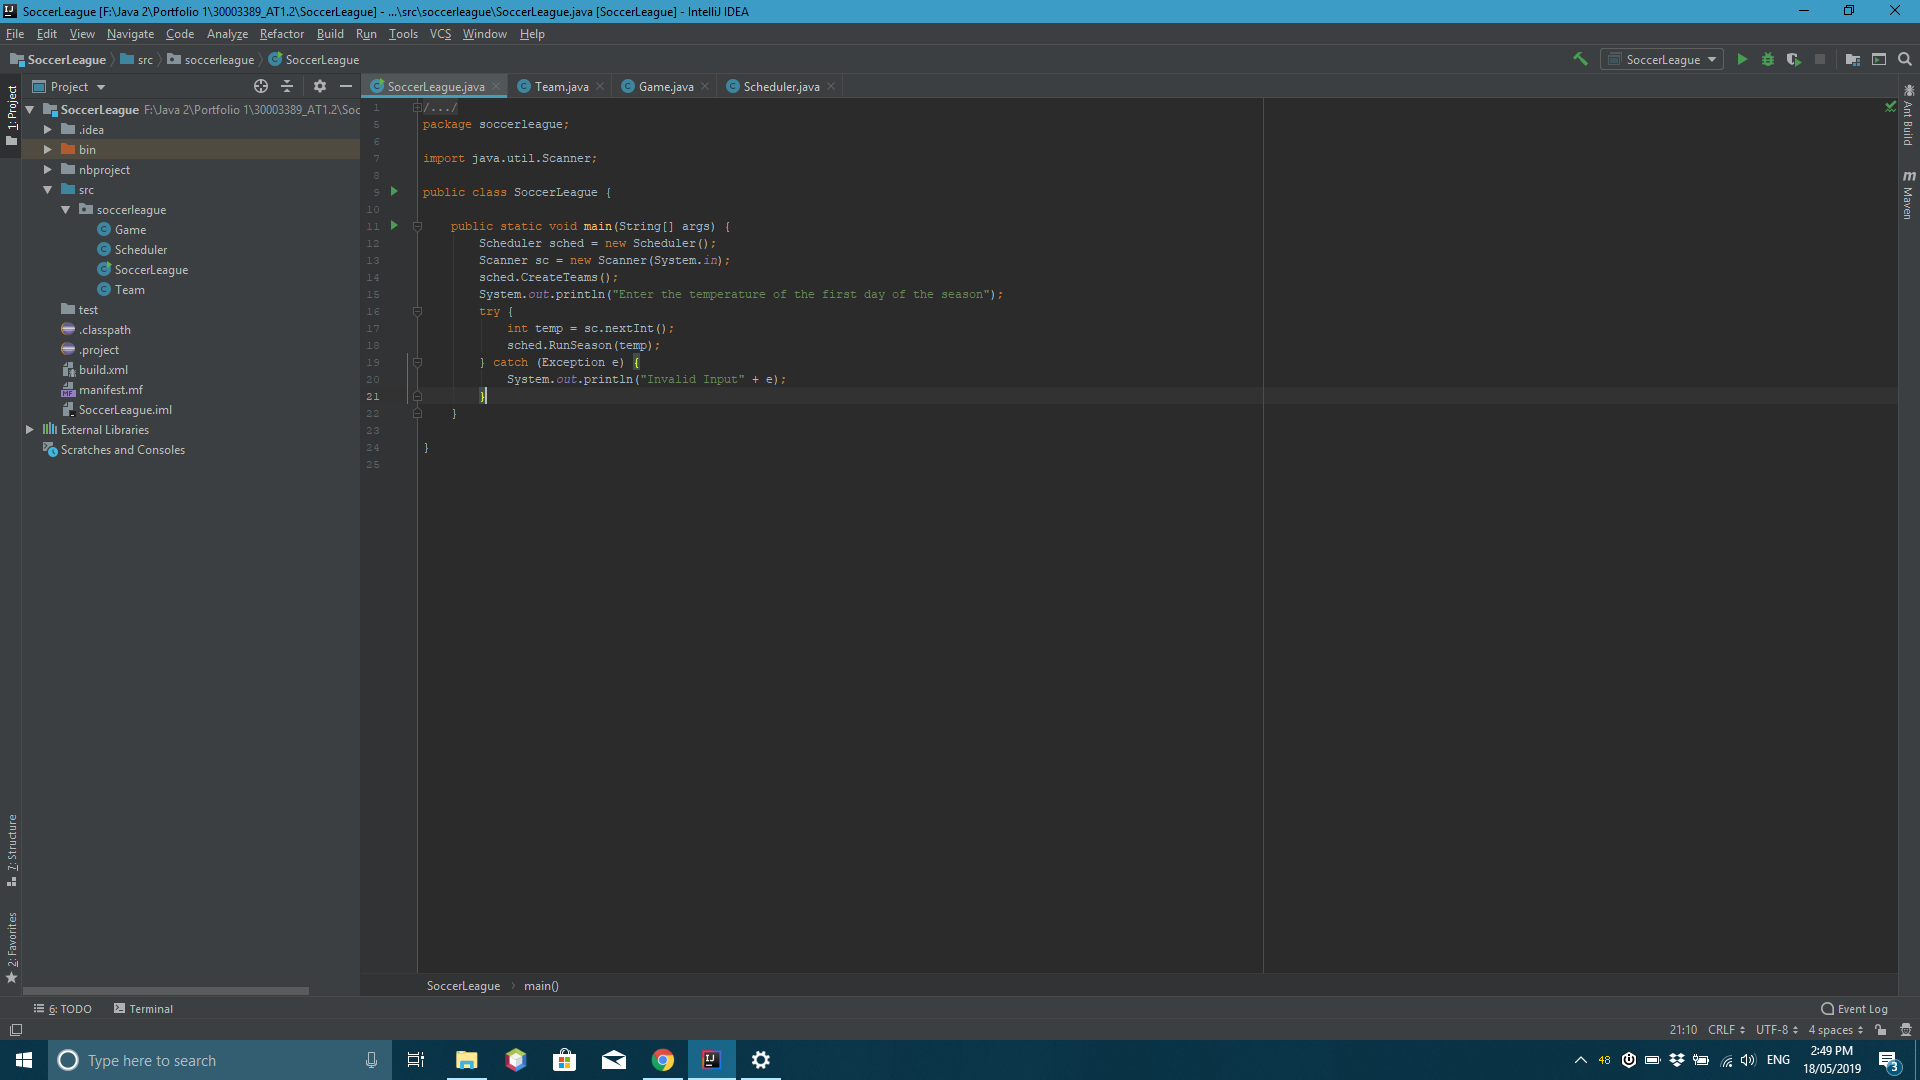 SoccerLeague [F:\Java 2\Portfolio 1\30003389_AT1.2\SoccerLeague] - ...\src\soccerleague\SoccerLeague.java [SoccerLeague] - IntelliJ IDEA
File Edit View Navigate Code Analyze Refactor Build Run Tools VCS Window Help
SoccerLeague src soccerleague SoccerLeague SoccerLeague
Project SoccerLeague.java Team.java Game.java Scheduler.java
1: Project
SoccerLeague F:\Java 2\Portfolio 1\30003389_AT1.2\Soc
.idea
bin
nbproject
src
soccerleague
Game
Scheduler
SoccerLeague
Team
test
.classpath
.project
build.xml
manifest.mf
SoccerLeague.iml
External Libraries
Scratches and Consoles
7: Structure
2: Favorites
1 /.../
5 package soccerleague;
6
7 import java.util.Scanner;
8
9 public class SoccerLeague {
10
11 public static void main(String[] args) {
12 Scheduler sched = new Scheduler();
13 Scanner sc = new Scanner(System.in);
14 sched.CreateTeams();
15 System.out.println("Enter the temperature of the first day of the season");
16 try {
17 int temp = sc.nextInt();
18 sched.RunSeason(temp);
19 } catch (Exception e) {
20 System.out.println("Invalid Input" + e);
21 }
22 }
23
24 }
25
Ant Build
Maven
SoccerLeague main()
6: TODO Terminal Event Log
21:10 CRLF UTF-8 4 spaces
Type here to search
48 ENG
2:49 PM
18/05/2019
3